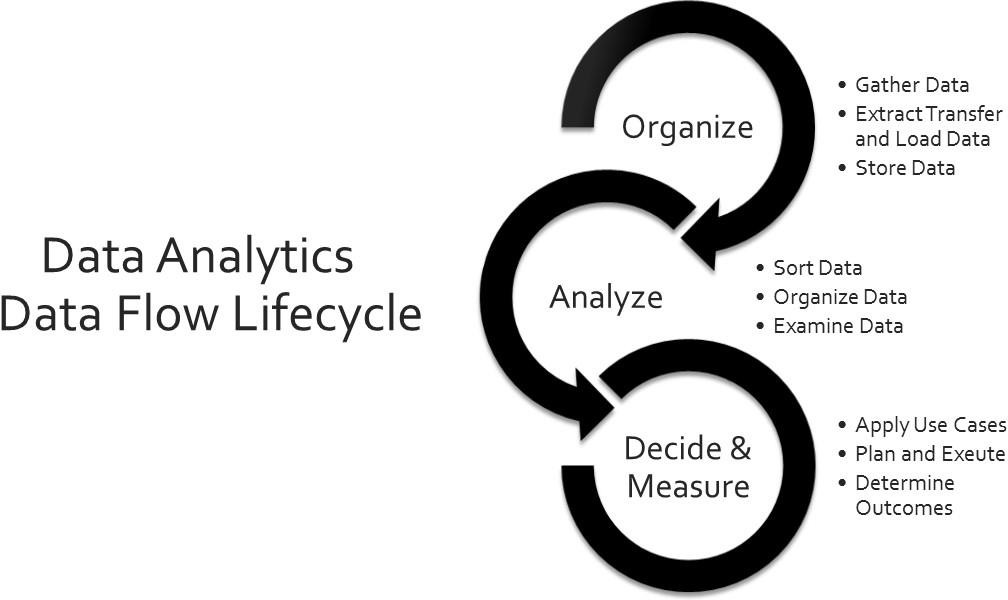 Data Analytics
Data Flow Lifecycle
Organize
• Gather Data
• Extract Transfer
and Load Data
• Store Data
Analyze
• Sort Data
• Organize Data
• Examine Data
Decide &
Measure
• Apply Use Cases
• Plan and Exeute
• Determine
Outcomes